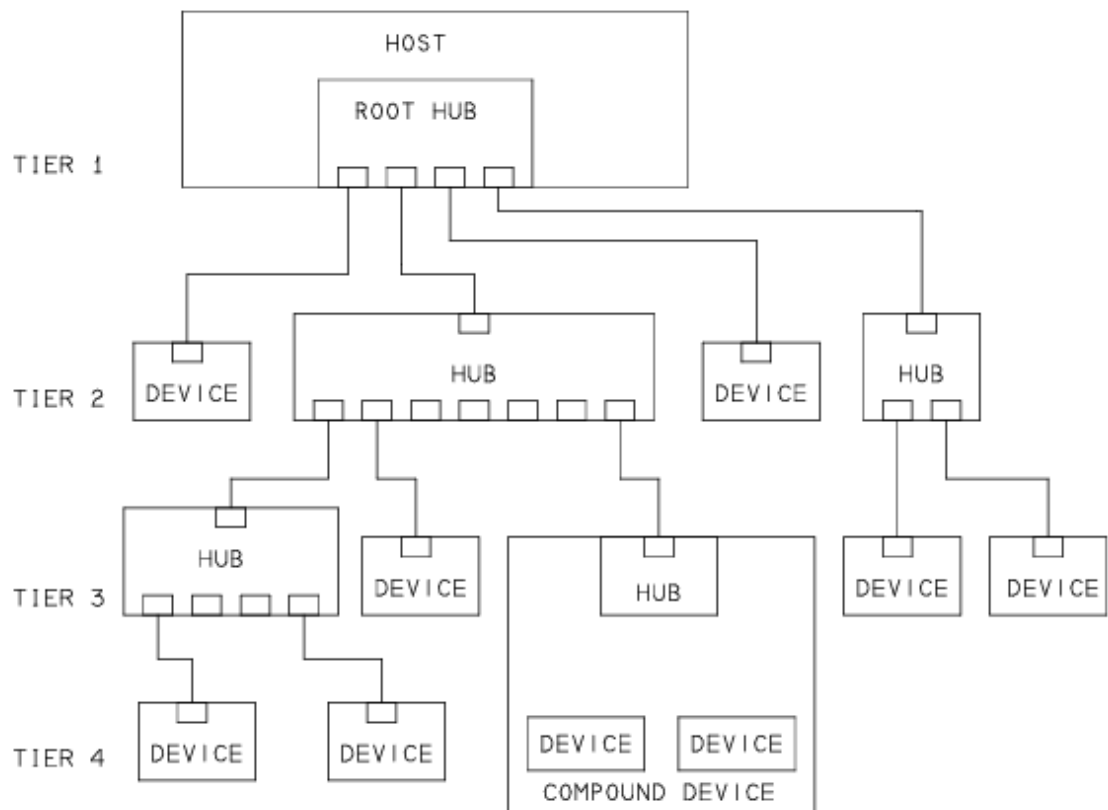 HOST
ROOT HUB
TIER 1
TIER 2
DEVICE
HUB
DEVICE
HUB
TIER 3
HUB
DEVICE
HUB
DEVICE
DEVICE
TIER 4
DEVICE
DEVICE
DEVICE
DEVICE
COMPOUND DEVICE